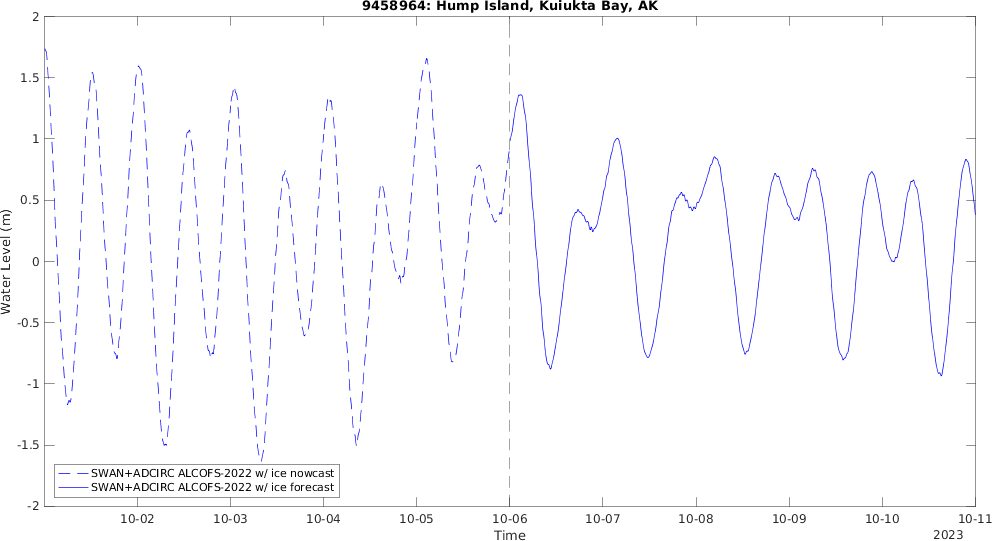 9458964: Hump Island, Kuiukta Bay, AK
2
1.5
1
0.5
0
-0.5
-1
-1.5
-2
Water Level (m)
SWAN+ADCIRC ALCOFS-2022 w/ ice nowcast
SWAN+ADCIRC ALCOFS-2022 w/ ice forecast
10-02 10-03 10-04 10-05 10-06 10-07 10-08 10-09 10-10 10-11
Time
2023